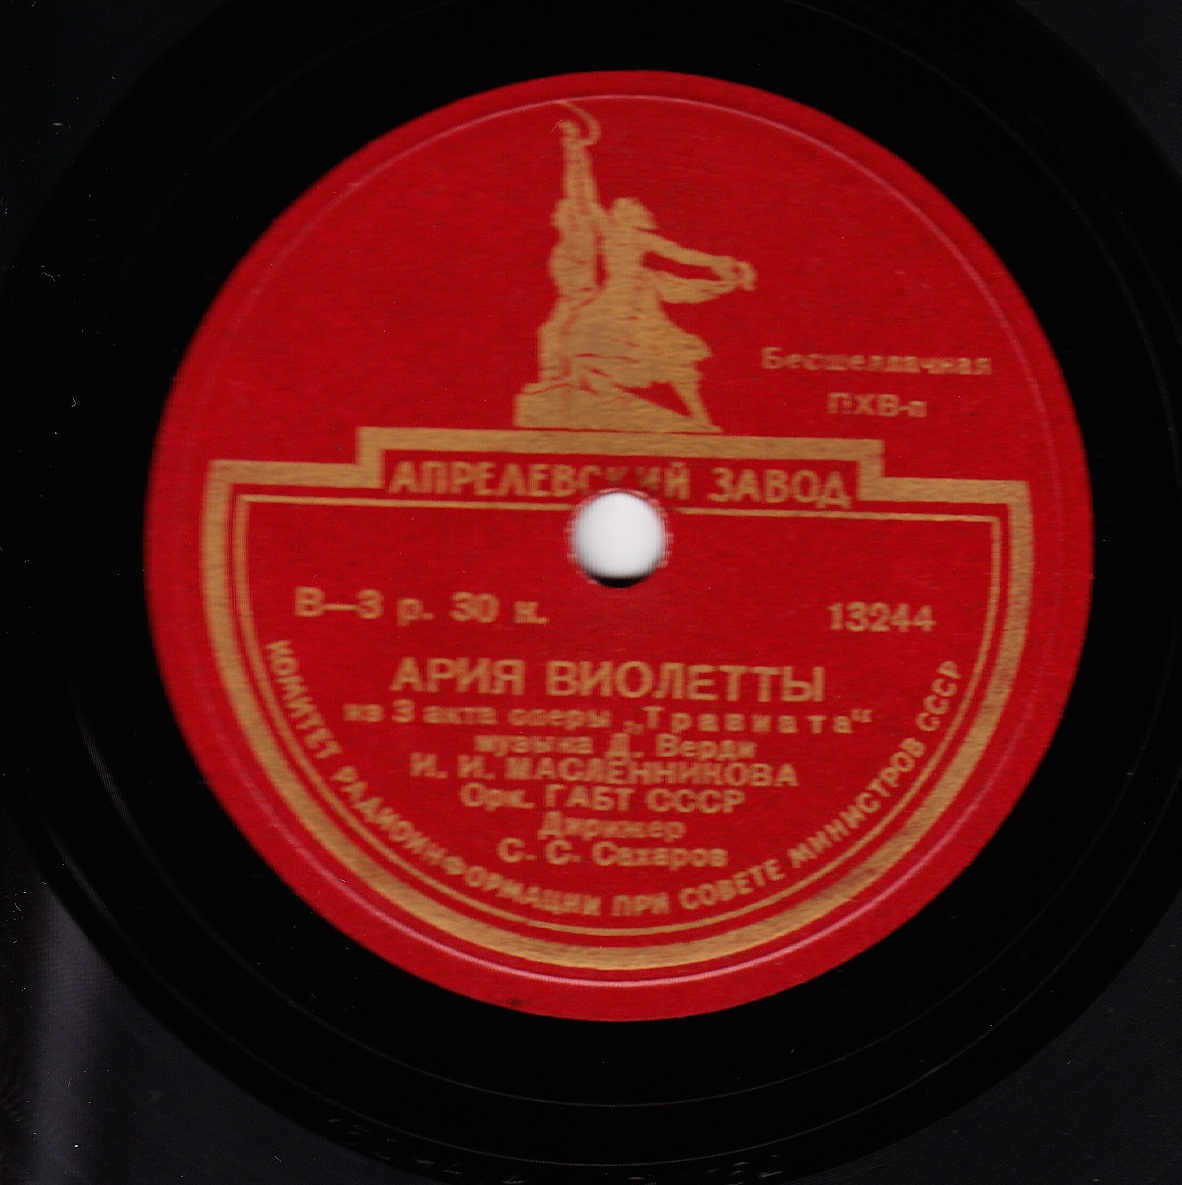 Бесшеллачная
ПХВ-п
АПРЕЛЕВСКИЙ ЗАВОД
В—3 р. 30 к.
13244
АРИЯ ВИОЛЕТТЫ
из 3 акта оперы „Травиата“
музыка Д. Верди
И. И. МАСЛЕННИКОВА
Орк. ГАБТ СССР
Дирижер
С. С. Сахаров
КОМИТЕТ РАДИОИНФОРМАЦИИ ПРИ СОВЕТЕ МИНИСТРОВ СССР